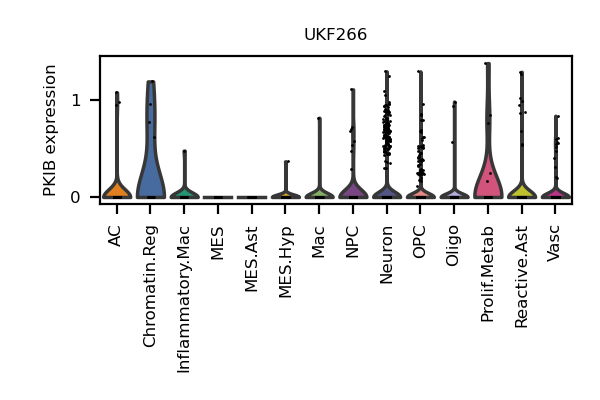 UKF266
PKIB expression
1
0
AC
Chromatin.Reg
Inflammatory.Mac
MES
MES.Ast
MES.Hyp
Mac
NPC
Neuron
OPC
Oligo
Prolif.Metab
Reactive.Ast
Vasc